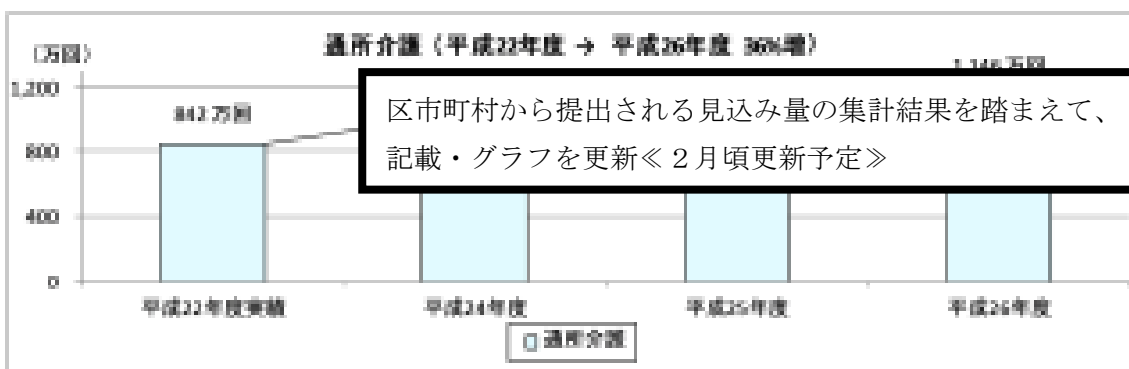 通所介護（平成22年度 → 平成26年度 36%増）
（万回）
1,200
842万回
区市町村から提出される見込み量の集計結果を踏まえて、
記載・グラフを更新≪２月頃更新予定≫
800
400
0
平成22年度実績 平成24年度 平成25年度 平成26年度
通所介護